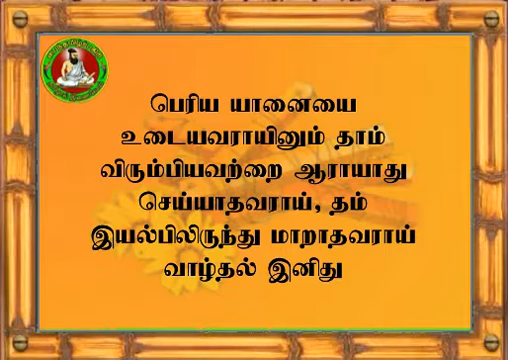 பெரிய யானையை
உடையவராயினும் தாம்
விரும்பியவற்றை ஆராயாது
செய்யாதவராய், தம்
இயல்பிலிருந்து மாறாதவராய்
வாழ்தல் இனிது